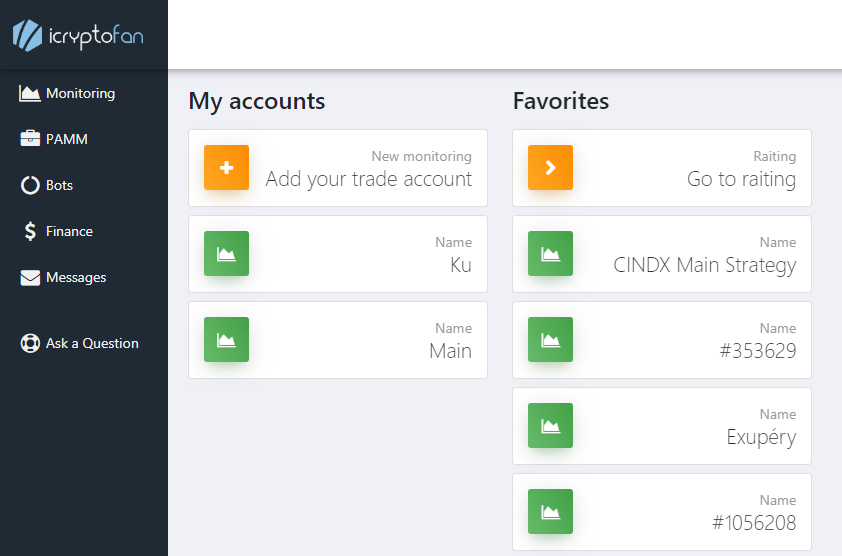 icryptofan
Monitoring
PAMM
Bots
Finance
Messages
Ask a Question
My accounts
New monitoring
Add your trade account
Name
Ku
Name
Main
Favorites
Raiting
Go to raiting
Name
CINDX Main Strategy
Name
#353629
Name
Exupéry
Name
#1056208